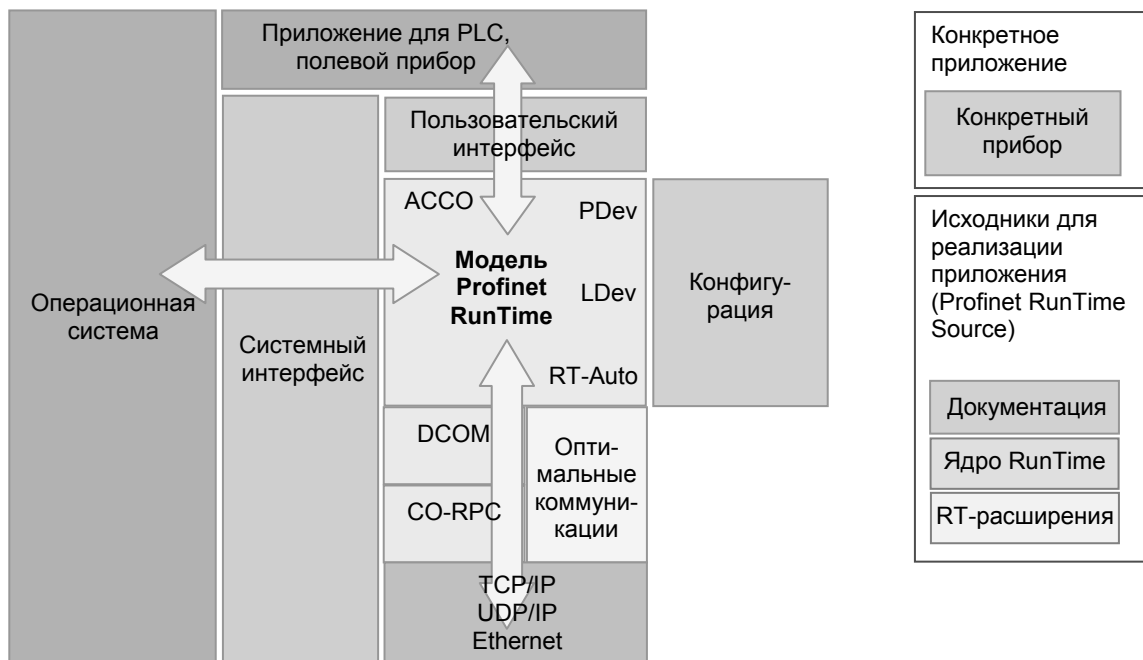 Приложение для PLC,
полевой прибор
Пользовательский
интерфейс
ACCO
PDev
Модель
Profinet
RunTime
LDev
RT-Auto
Операционная
система
Системный
интерфейс
Конфигу-
рация
DCOM
CO-RPC
Опти-
мальные
коммуни-
кации
TCP/IP
UDP/IP
Ethernet
Конкретное
приложение
Конкретный
прибор
Исходники для
реализации
приложения
(Profinet RunTime
Source)
Документация
Ядро RunTime
RT-расширения